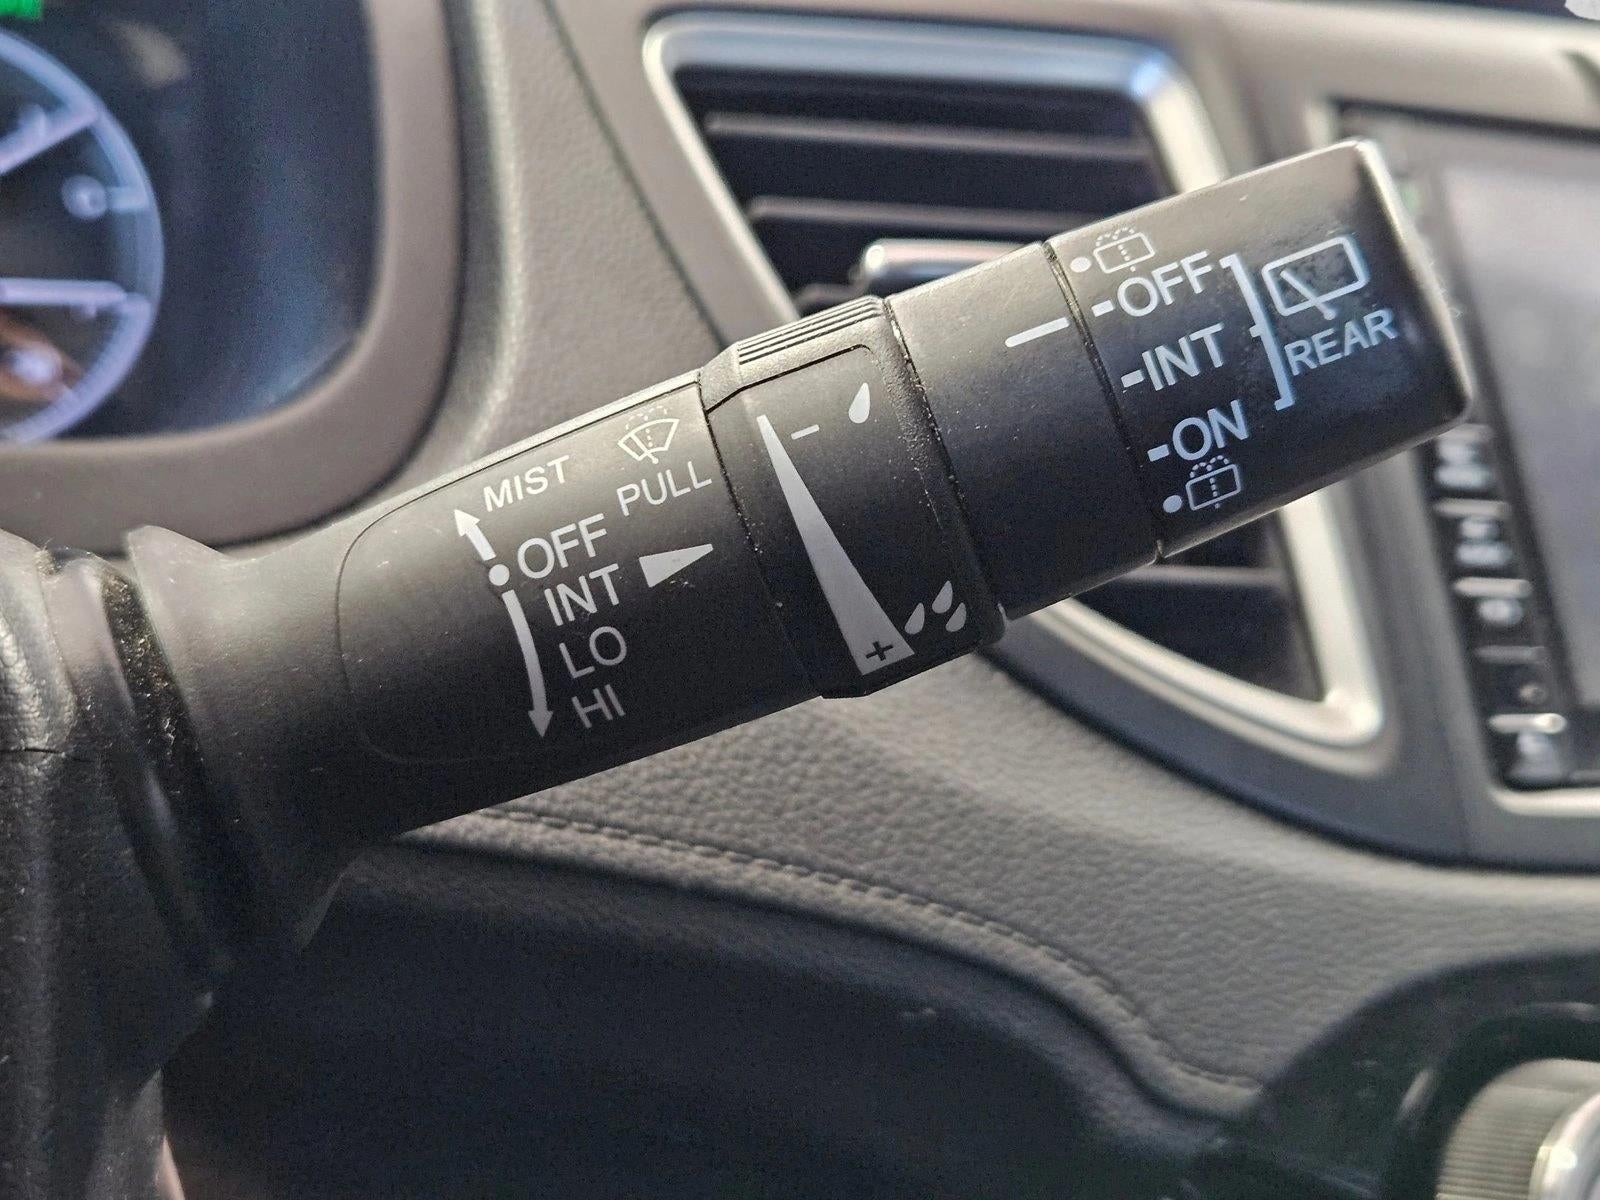 MIST
PULL
OFF
INT
LO
HI
-
+
-OFF
-INT
-ON
REAR